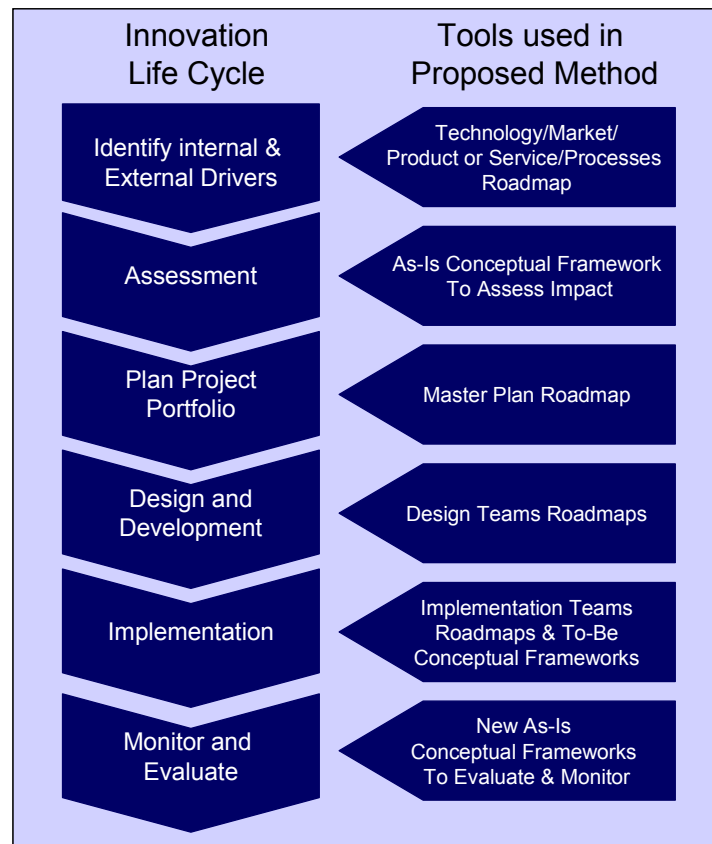 Innovation
Life Cycle
Tools used in
Proposed Method
Identify internal &
External Drivers
Technology/Market/
Product or Service/Processes
Roadmap
Assessment
As-Is Conceptual Framework
To Assess Impact
Plan Project
Portfolio
Master Plan Roadmap
Design and
Development
Design Teams Roadmaps
Implementation
Implementation Teams
Roadmaps & To-Be
Conceptual Frameworks
Monitor and
Evaluate
New As-Is
Conceptual Frameworks
To Evaluate & Monitor